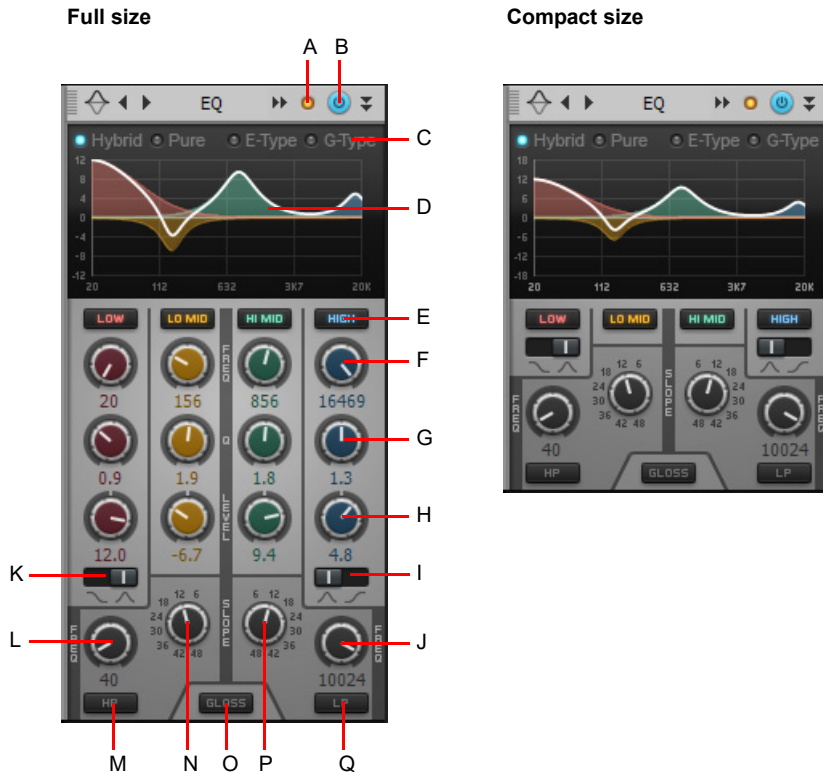 Full size
Compact size
A B
EQ
EQ
Hybrid Pure E-Type G-Type
C
Hybrid Pure E-Type G-Type
12
8
4
0
-4
-8
-12
20 112 632 3K7 20K
D
18
12
6
0
-6
-12
-18
20 112 632 3K7 20K
LOW LO MID HI MID HIGH
E
LOW LO MID HI MID HIGH
FREQ
F
20 156 856 16469
Q
G
0.9 1.9 1.8 1.3
LEVEL
H
12.0 -6.7 9.4 4.8
K
I
18 12 6
24
30
36 42 48
SLOPE
6 12 18
24
30
48 42 36
L
FREQ
FREQ
J
40 10024
HP GLOSS LP
M N O P Q
18 12 6
24
30
36 42 48
SLOPE
6 12 18
24
30
48 42 36
FREQ
FREQ
40 10024
HP GLOSS LP